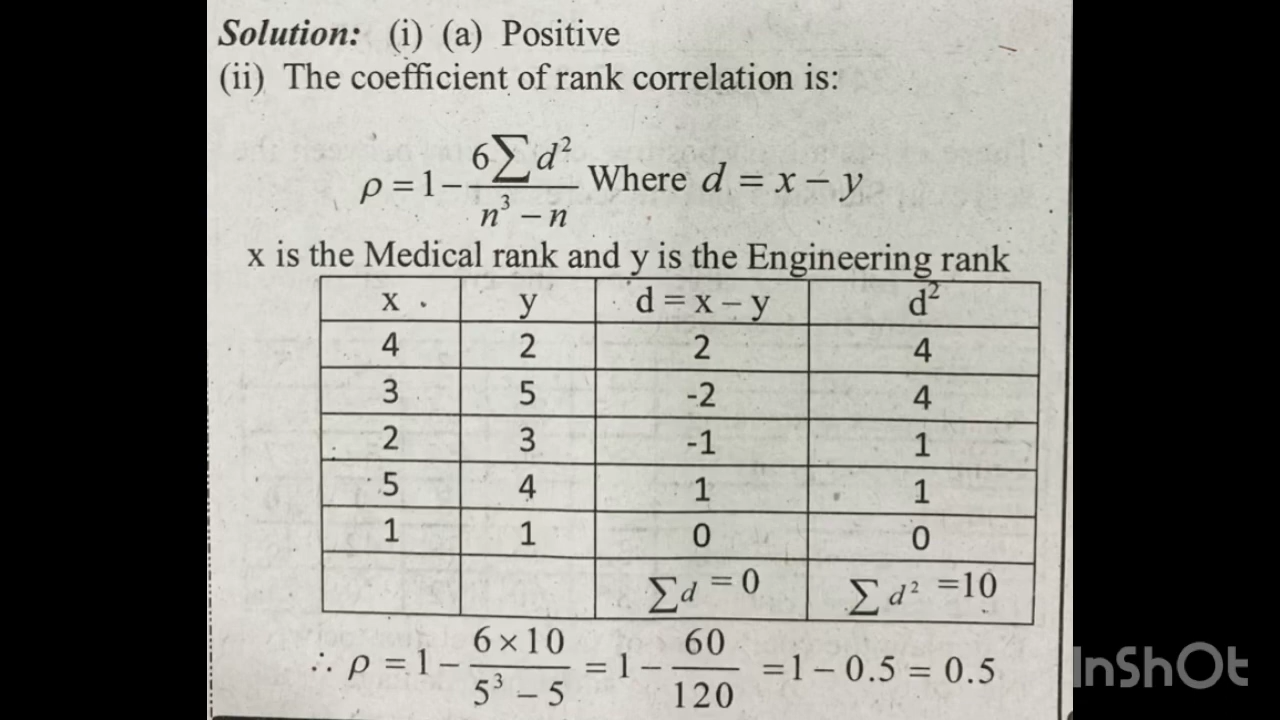 Solution: (i) (a) Positive
(ii) The coefficient of rank correlation is:
ρ = 1 − 6∑d² / n³ − n Where d = x − y
x is the Medical rank and y is the Engineering rank
x y d = x − y d²
4 2 2 4
3 5 -2 4
2 3 -1 1
5 4 1 1
1 1 0 0
∑d = 0 ∑d² =10
∴ ρ = 1 − 6×10 / 5³ − 5 = 1 − 60 / 120 = 1 − 0.5 = 0.5
InShOt